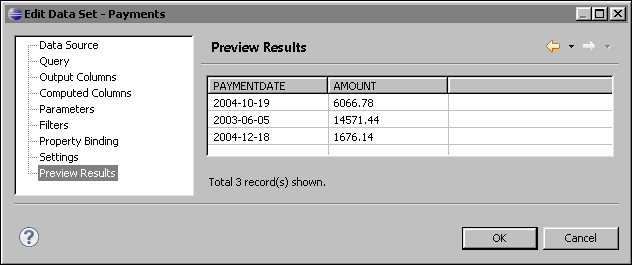 Edit Data Set - Payments
Data Source
Query
Output Columns
Computed Columns
Parameters
Filters
Property Binding
Settings
Preview Results
Preview Results
PAYMENTDATE AMOUNT
2004-10-19 6066.78
2003-06-05 14571.44
2004-12-18 1676.14
Total 3 record(s) shown.
?
OK Cancel